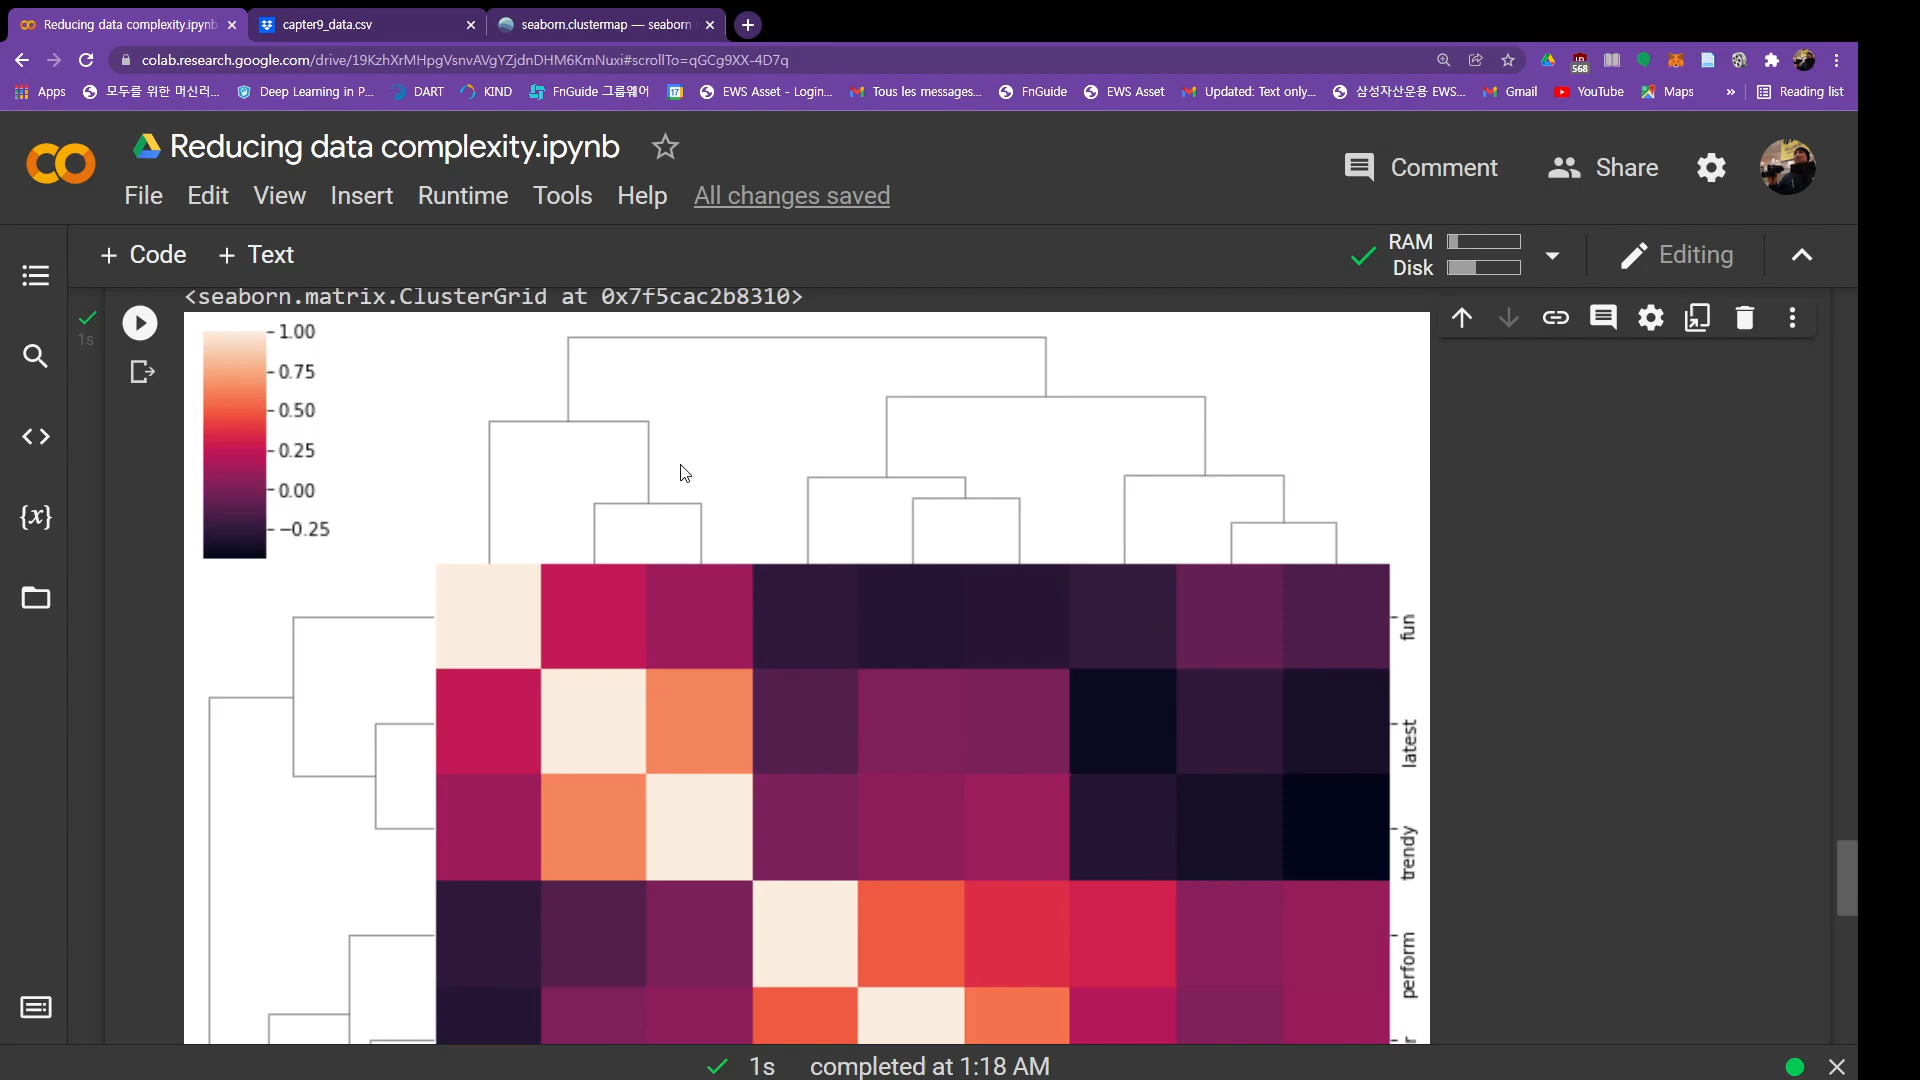 Reducing data complexity.ipynb
capter9_data.csv
seaborn.clustermap — seaborn
colab.research.google.com/drive/19KzhXrMHpgVsnvAVgYZjdnDHM6KmNuxi#scrollTo=qGCg9XX-4D7q
568
Apps
모두를 위한 머신러...
Deep Learning in P...
DART
KIND
FnGuide 그룹웨어
17
EWS Asset - Login...
Tous les messages...
FnGuide
EWS Asset
Updated: Text only...
삼성자산운용 EWS...
Gmail
YouTube
Maps
»
Reading list
Reducing data complexity.ipynb
Comment
Share
File Edit View Insert Runtime Tools Help All changes saved
+ Code + Text
RAM
Disk
Editing
<seaborn.matrix.ClusterGrid at 0x7f5cac2b8310>
1s
1.00
0.75
0.50
0.25
0.00
−0.25
fun
latest
trendy
perform
r
{x}
1s completed at 1:18 AM